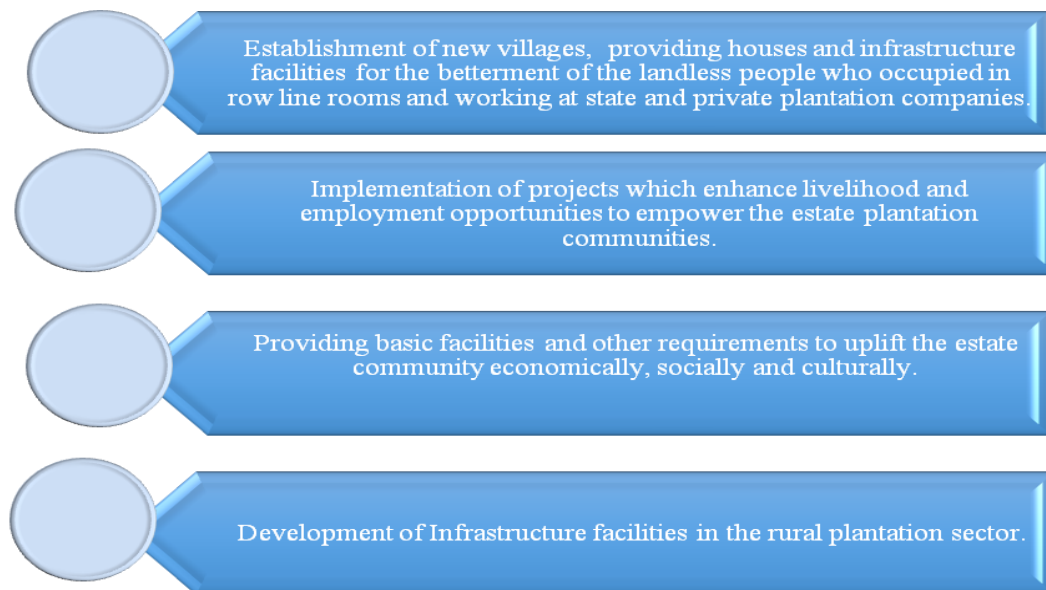 Establishment of new villages, providing houses and infrastructure
facilities for the betterment of the landless people who occupied in
row line rooms and working at state and private plantation companies.
Implementation of projects which enhance livelihood and
employment opportunities to empower the estate plantation
communities.
Providing basic facilities and other requirements to uplift the estate
community economically, socially and culturally.
Development of Infrastructure facilities in the rural plantation sector.